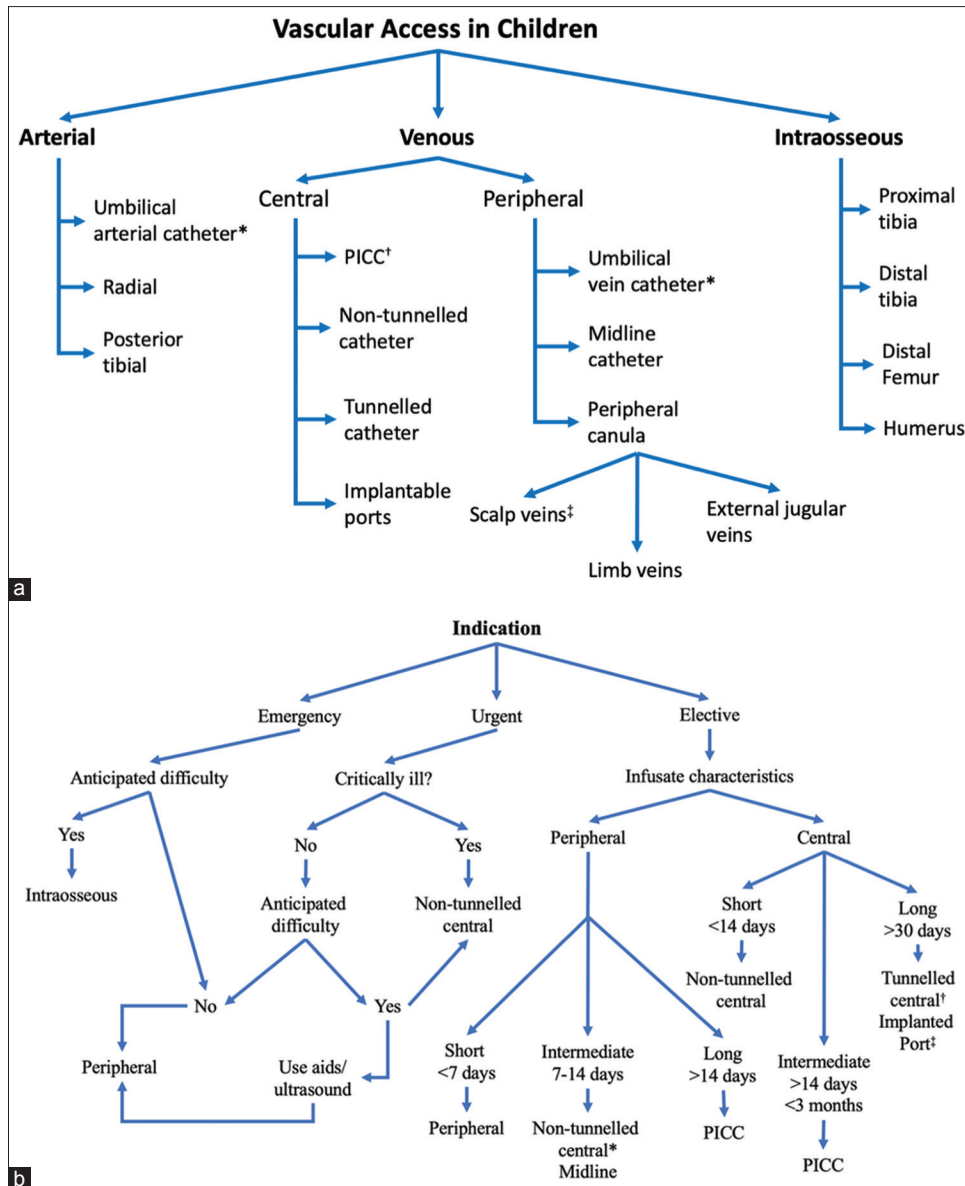 Vascular Access in Children
Arterial
Venous
Intraosseous
Umbilical
arterial catheter*
Radial
Posterior
tibial
Central
Peripheral
PICC†
Non-tunnelled
catheter
Tunnelled
catheter
Implantable
ports
Umbilical
vein catheter*
Midline
catheter
Peripheral
canula
Scalp veins‡
Limb veins
External jugular
veins
Proximal
tibia
Distal
tibia
Distal
Femur
Humerus
a
Indication
Emergency
Urgent
Elective
Anticipated difficulty
Critically ill?
Infusate characteristics
Yes
Intraosseous
No
Yes
Anticipated
difficulty
Non-tunnelled
central
No
Yes
Peripheral
Use aids/
ultrasound
Peripheral
Central
Short
<7 days
Peripheral
Intermediate
7-14 days
Non-tunnelled
central*
Midline
Long
>14 days
PICC
Short
<14 days
Non-tunnelled
central
Intermediate
>14 days
<3 months
PICC
Long
>30 days
Tunnelled
central†
Implanted
Port‡
b